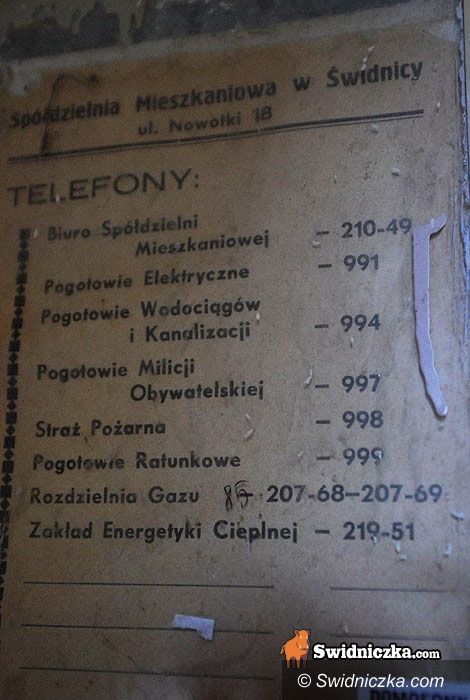 Spółdzielnia Mieszkaniowa w Świdnicy
ul. Nowotki 18
TELEFONY:
Biuro Spółdzielni
Mieszkaniowej – 210-49
Pogotowie Elektryczne – 991
Pogotowie Wodociągów
i Kanalizacji – 994
Pogotowie Milicji
Obywatelskiej – 997
Straż Pożarna – 998
Pogotowie Ratunkowe – 999
Rozdzielnia Gazu 207-68—207-69
Zakład Energetyki Cieplnej – 219-51
Swidniczka.com
© Swidniczka.com